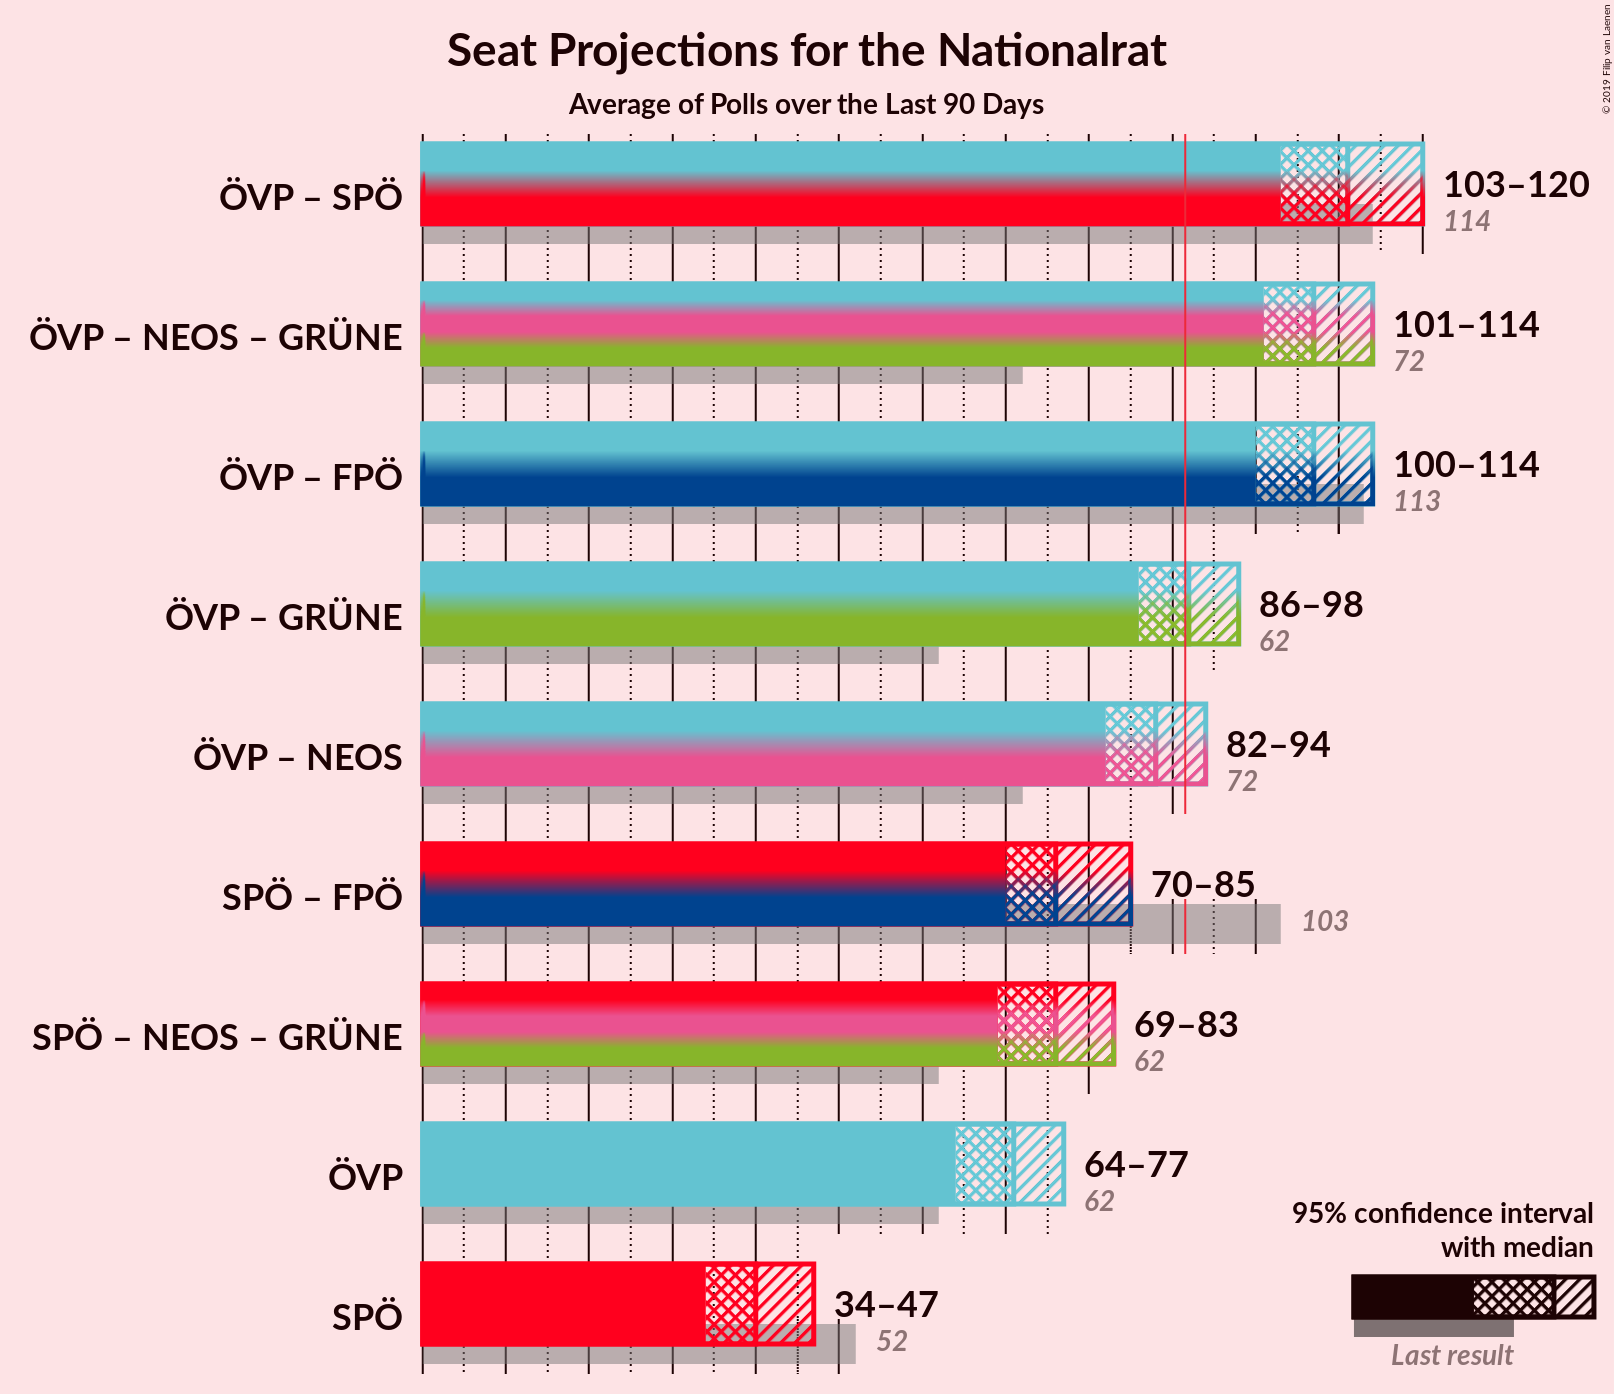 Seat Projections for the Nationalrat
Average of Polls over the Last 90 Days
© 2019 Filip van Laenen
ÖVP – SPÖ
103–120
114
ÖVP – NEOS – GRÜNE
101–114
72
ÖVP – FPÖ
100–114
113
ÖVP – GRÜNE
86–98
62
ÖVP – NEOS
82–94
72
SPÖ – FPÖ
70–85
103
SPÖ – NEOS – GRÜNE
69–83
62
ÖVP
64–77
62
SPÖ
34–47
52
95% confidence interval
with median
Last result